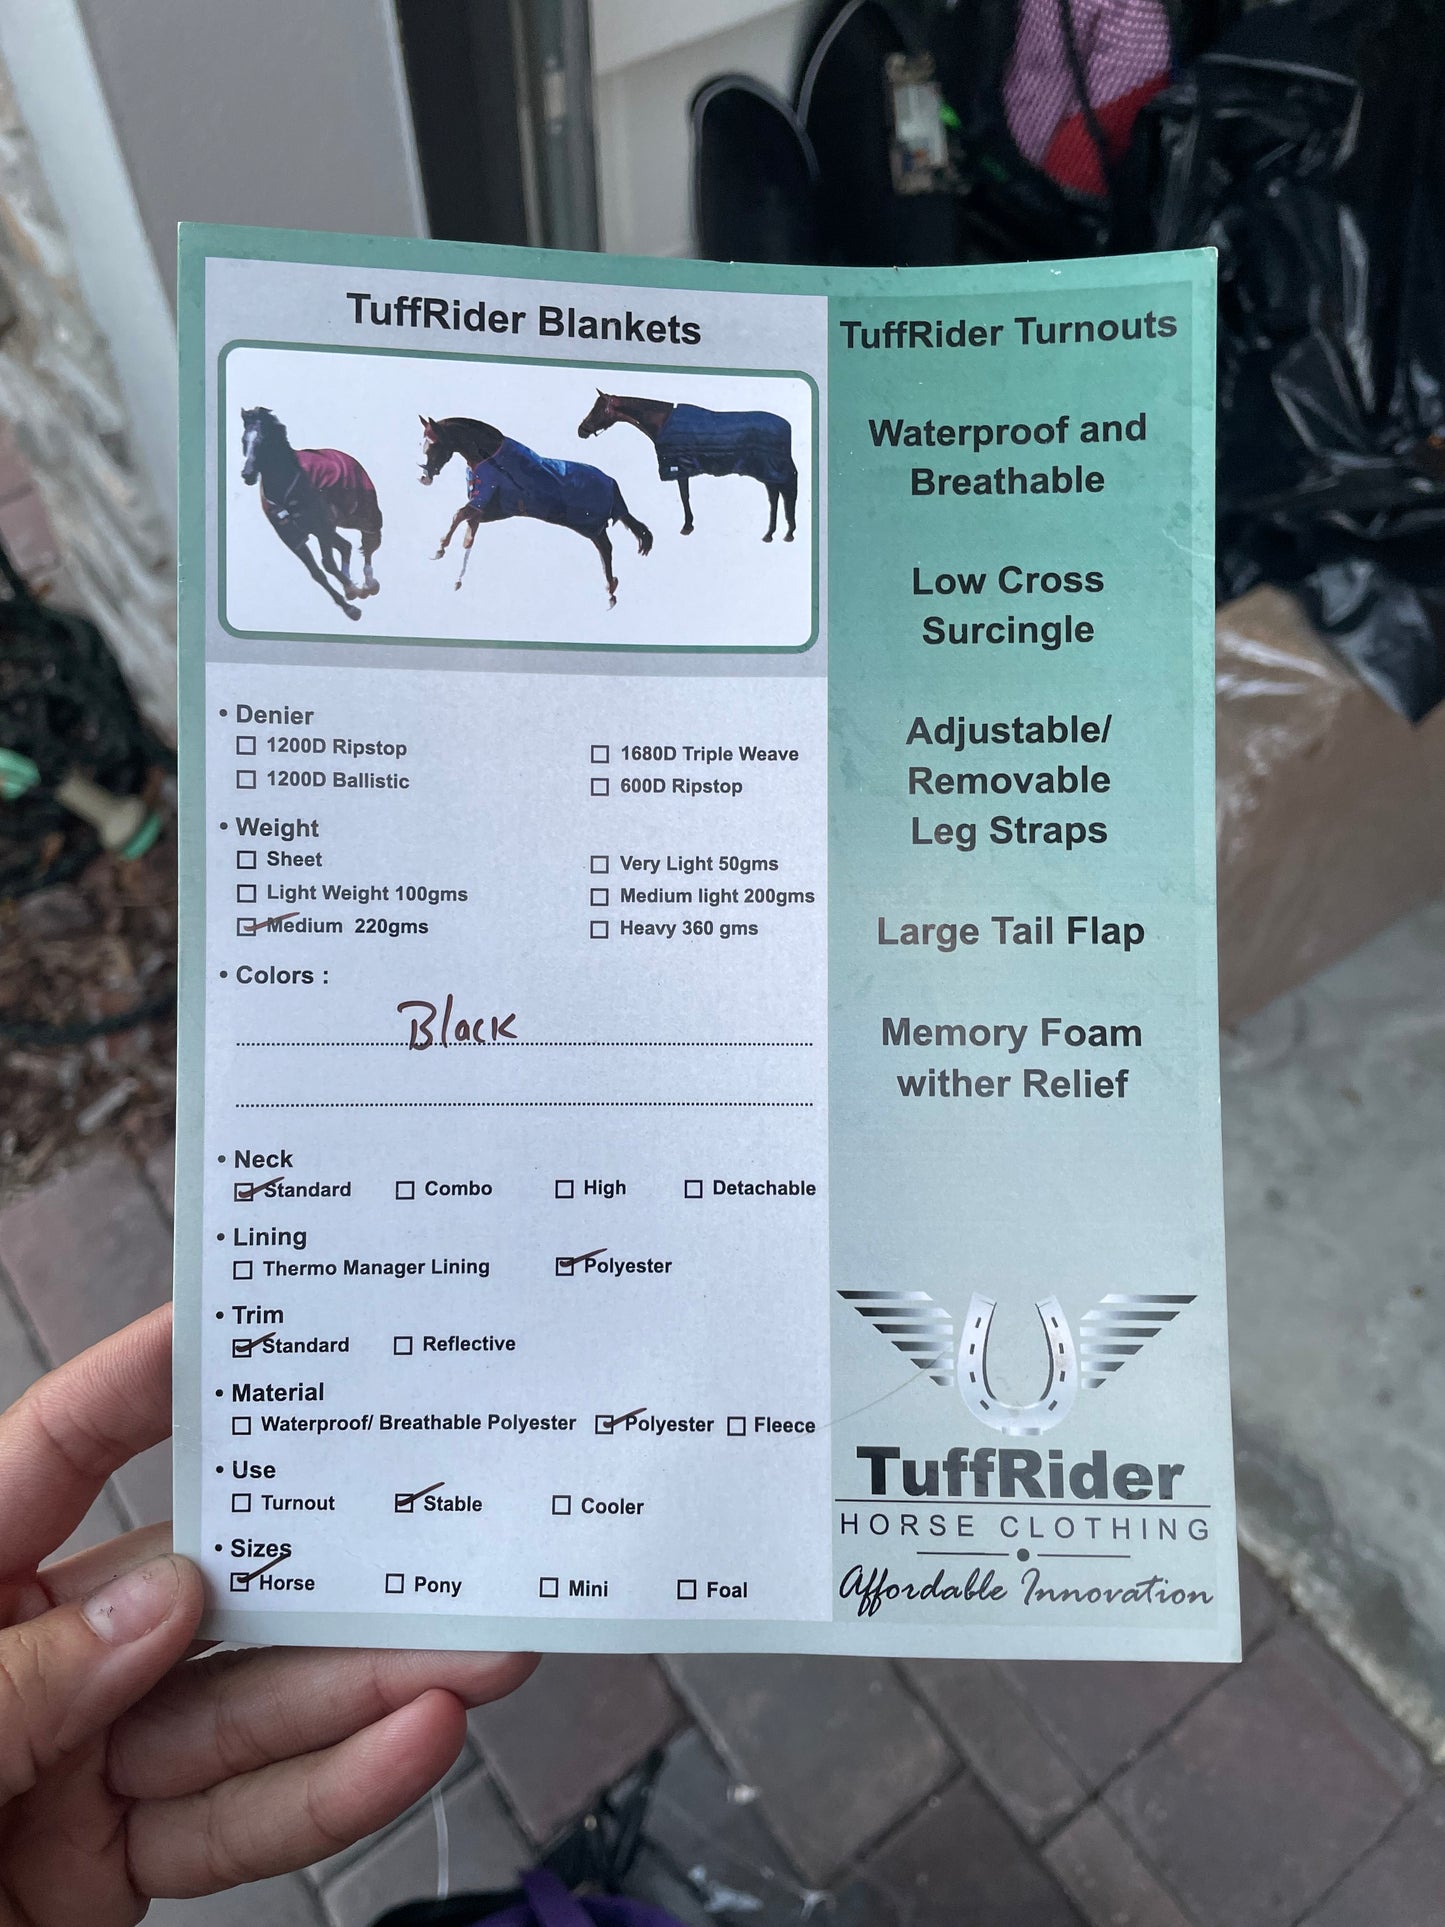 TuffRider Blankets
• Denier
1200D Ripstop
1680D Triple Weave
1200D Ballistic
600D Ripstop
• Weight
Sheet
Very Light 50gms
Light Weight 100gms
Medium light 200gms
Medium 220gms
Heavy 360 gms
• Colors :
Black
• Neck
Standard
Combo
High
Detachable
• Lining
Thermo Manager Lining
Polyester
• Trim
Standard
Reflective
• Material
Waterproof/ Breathable Polyester
Polyester
Fleece
• Use
Turnout
Stable
Cooler
• Sizes
Horse
Pony
Mini
Foal
TuffRider Turnouts
Waterproof and
Breathable
Low Cross
Surcingle
Adjustable/
Removable
Leg Straps
Large Tail Flap
Memory Foam
wither Relief
TuffRider
HORSE CLOTHING
Affordable Innovation